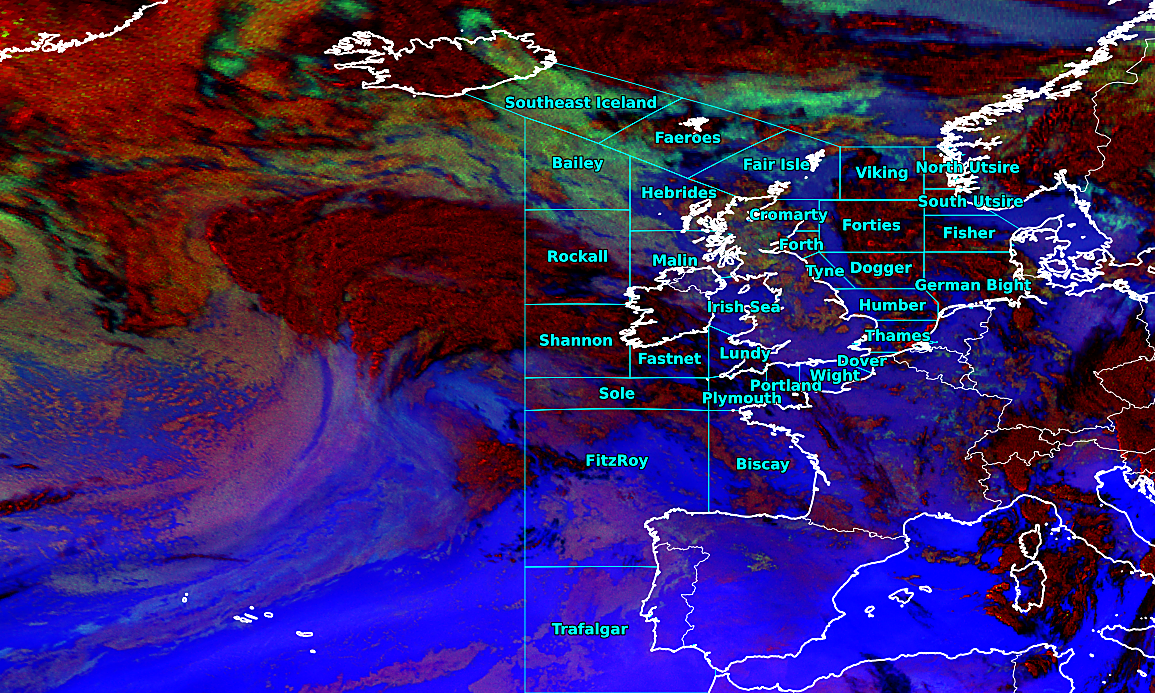 Southeast Iceland
Faeroes
Bailey
Fair Isle
Viking
North Utsire
Hebrides
South Utsire
Cromarty
Forties
Fisher
Forth
Rockall
Malin
Tyne
Dogger
German Bight
Irish Sea
Humber
Shannon
Thames
Fastnet
Lundy
Dover
Wight
Portland
Sole
Plymouth
FitzRoy
Biscay
Trafalgar